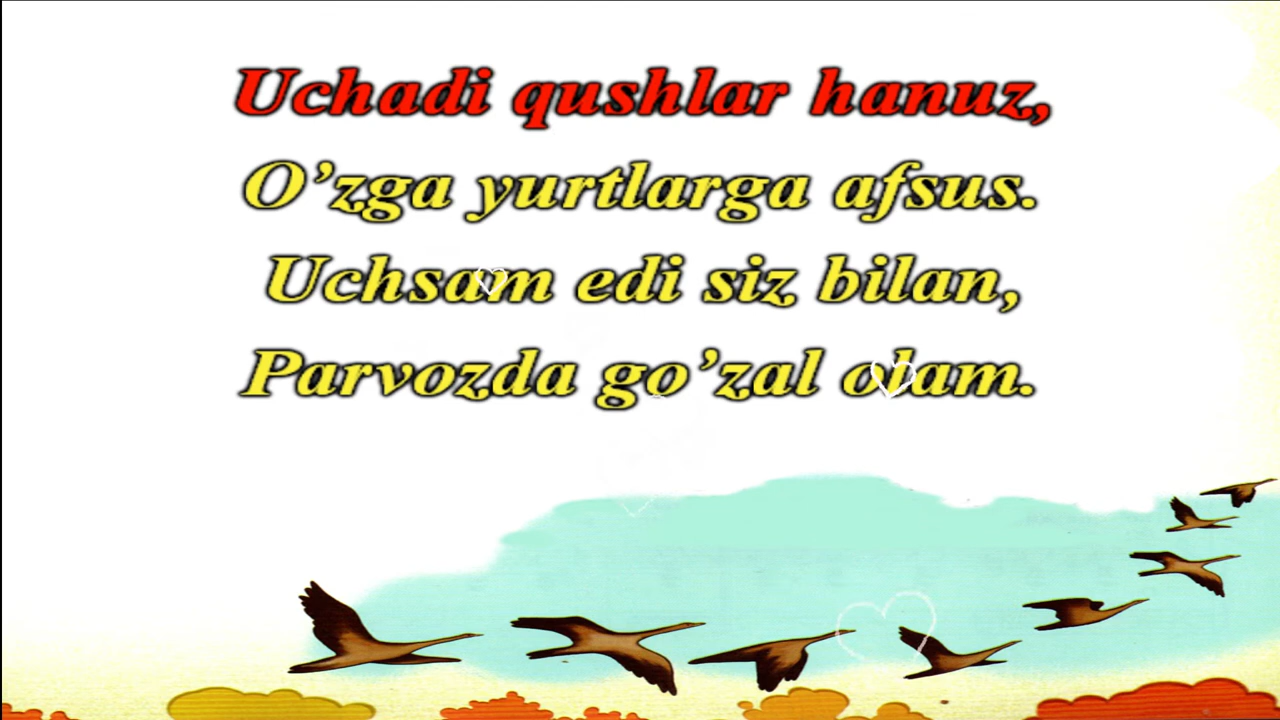 Uchadi qushlar hanuz,
O’zga yurtlarga afsus.
Uchsam edi siz bilan,
Parvozda go’zal olam.